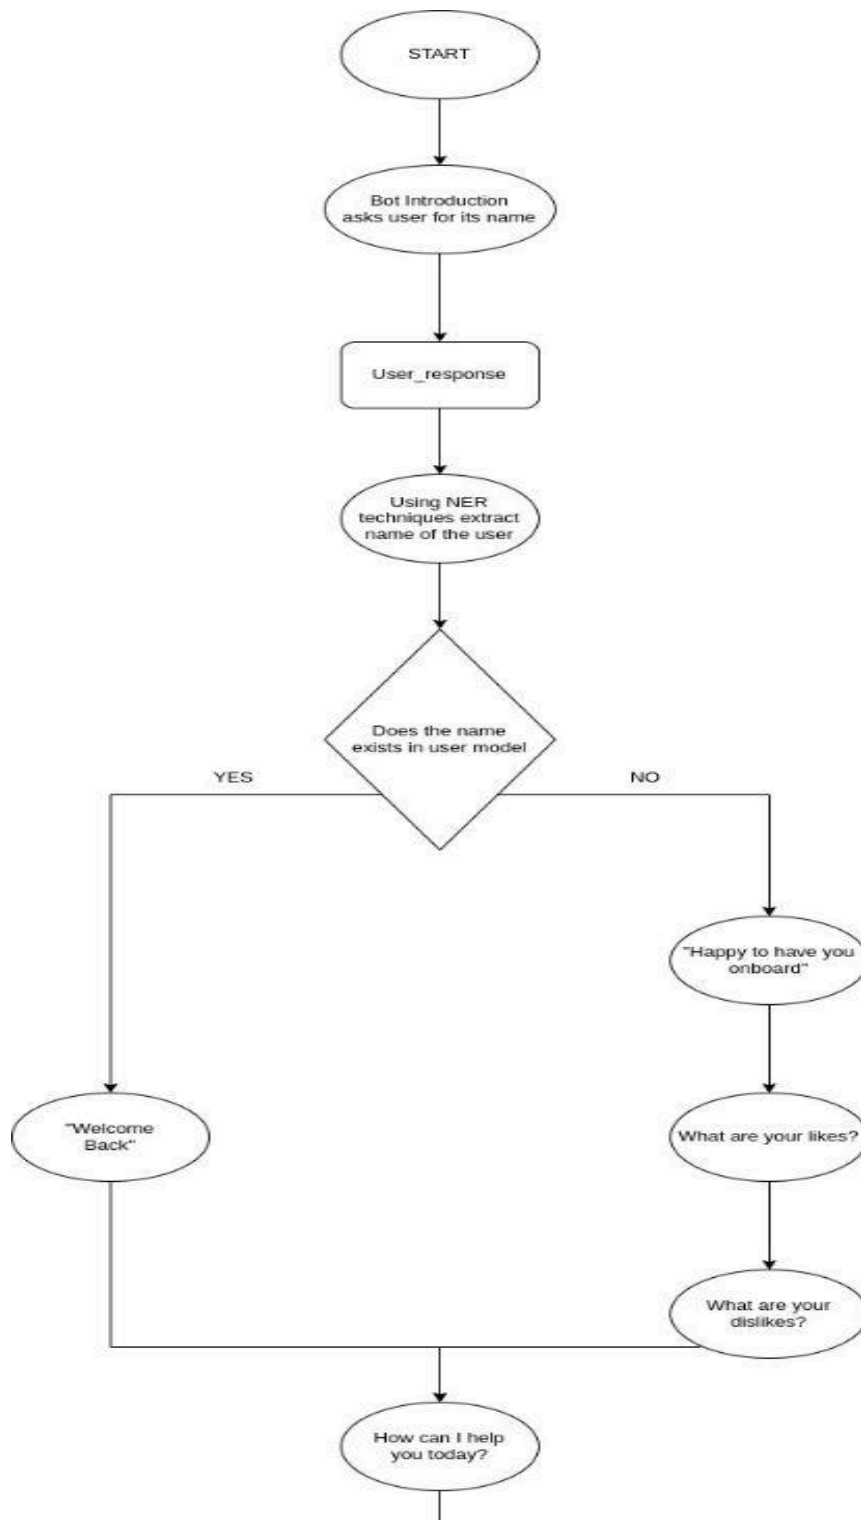 START
Bot Introduction
asks user for its name
User_response
Using NER
techniques extract
name of the user
Does the name
exists in user model
YES
NO
"Happy to have you
onboard"
"Welcome
Back"
What are your likes?
What are your
dislikes?
How can I help
you today?